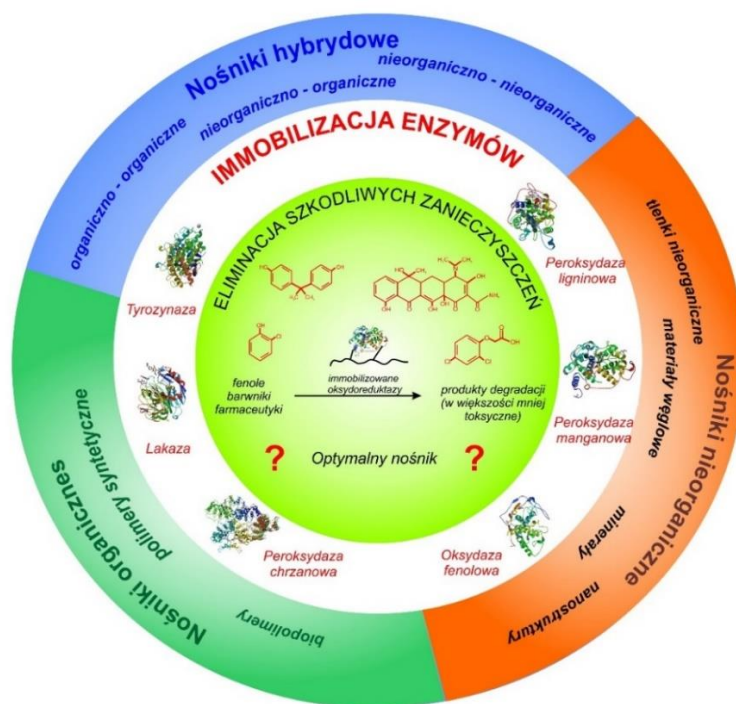 Nośniki hybrydowe
organiczno - organiczne
nieorganiczno - organiczne
nieorganiczno - nieorganiczne
IMMOBILIZACJA ENZYMÓW
ELIMINACJA SZKODLIWYCH ZANIECZYSZCZEŃ
Tyrozynaza
Lakaza
Peroksydaza
chrzanowa
Peroksydaza
ligninowa
Peroksydaza
manganowa
Oksydaza
fenolowa
fenole
barwniki
farmaceutyki
immobilizowane
oksydoreduktazy
produkty degradacji
(w większości mniej
toksyczne)
? Optymalny nośnik ?
Nośniki organicznes
polimery syntetyczne
biopolimery
Nośniki nieorganiczne
tlenki nieorganiczne
materiały węglowe
minerały
nanostruktury